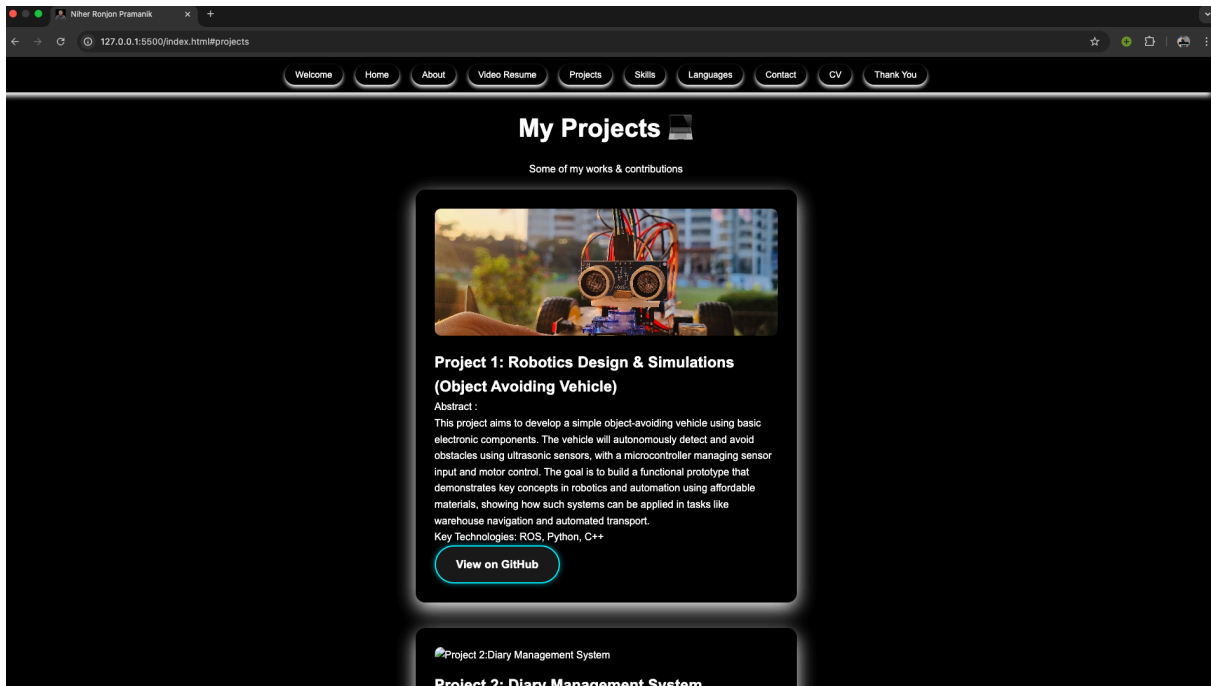 Niher Ronjon Pramanik
127.0.0.1:5500/index.html#projects
Welcome Home About Video Resume Projects Skills Languages Contact CV Thank You
My Projects
Some of my works & contributions
Project 1: Robotics Design & Simulations
(Object Avoiding Vehicle)
Abstract :
This project aims to develop a simple object-avoiding vehicle using basic
electronic components. The vehicle will autonomously detect and avoid
obstacles using ultrasonic sensors, with a microcontroller managing sensor
input and motor control. The goal is to build a functional prototype that
demonstrates key concepts in robotics and automation using affordable
materials, showing how such systems can be applied in tasks like
warehouse navigation and automated transport.
Key Technologies: ROS, Python, C++
View on GitHub
Project 2:Diary Management System
Project 2: Diary Management System